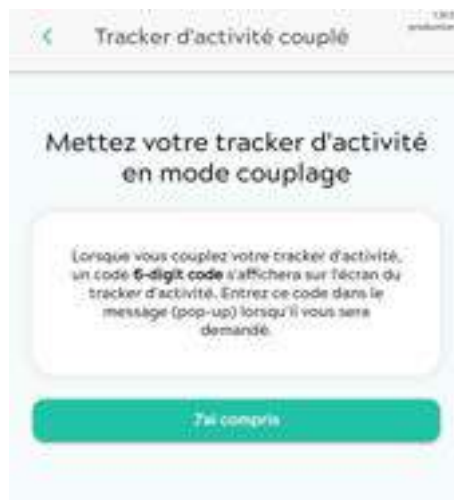 Tracker d'activité couplé
Mettez votre tracker d'activité
en mode couplage
Lorsque vous couplez votre tracker d'activité,
un code 6-digit code s'affichera sur l'écran du
tracker d'activité. Entrez ce code dans le
message (pop-up) lorsqu'il vous sera
demandé.
J'ai compris